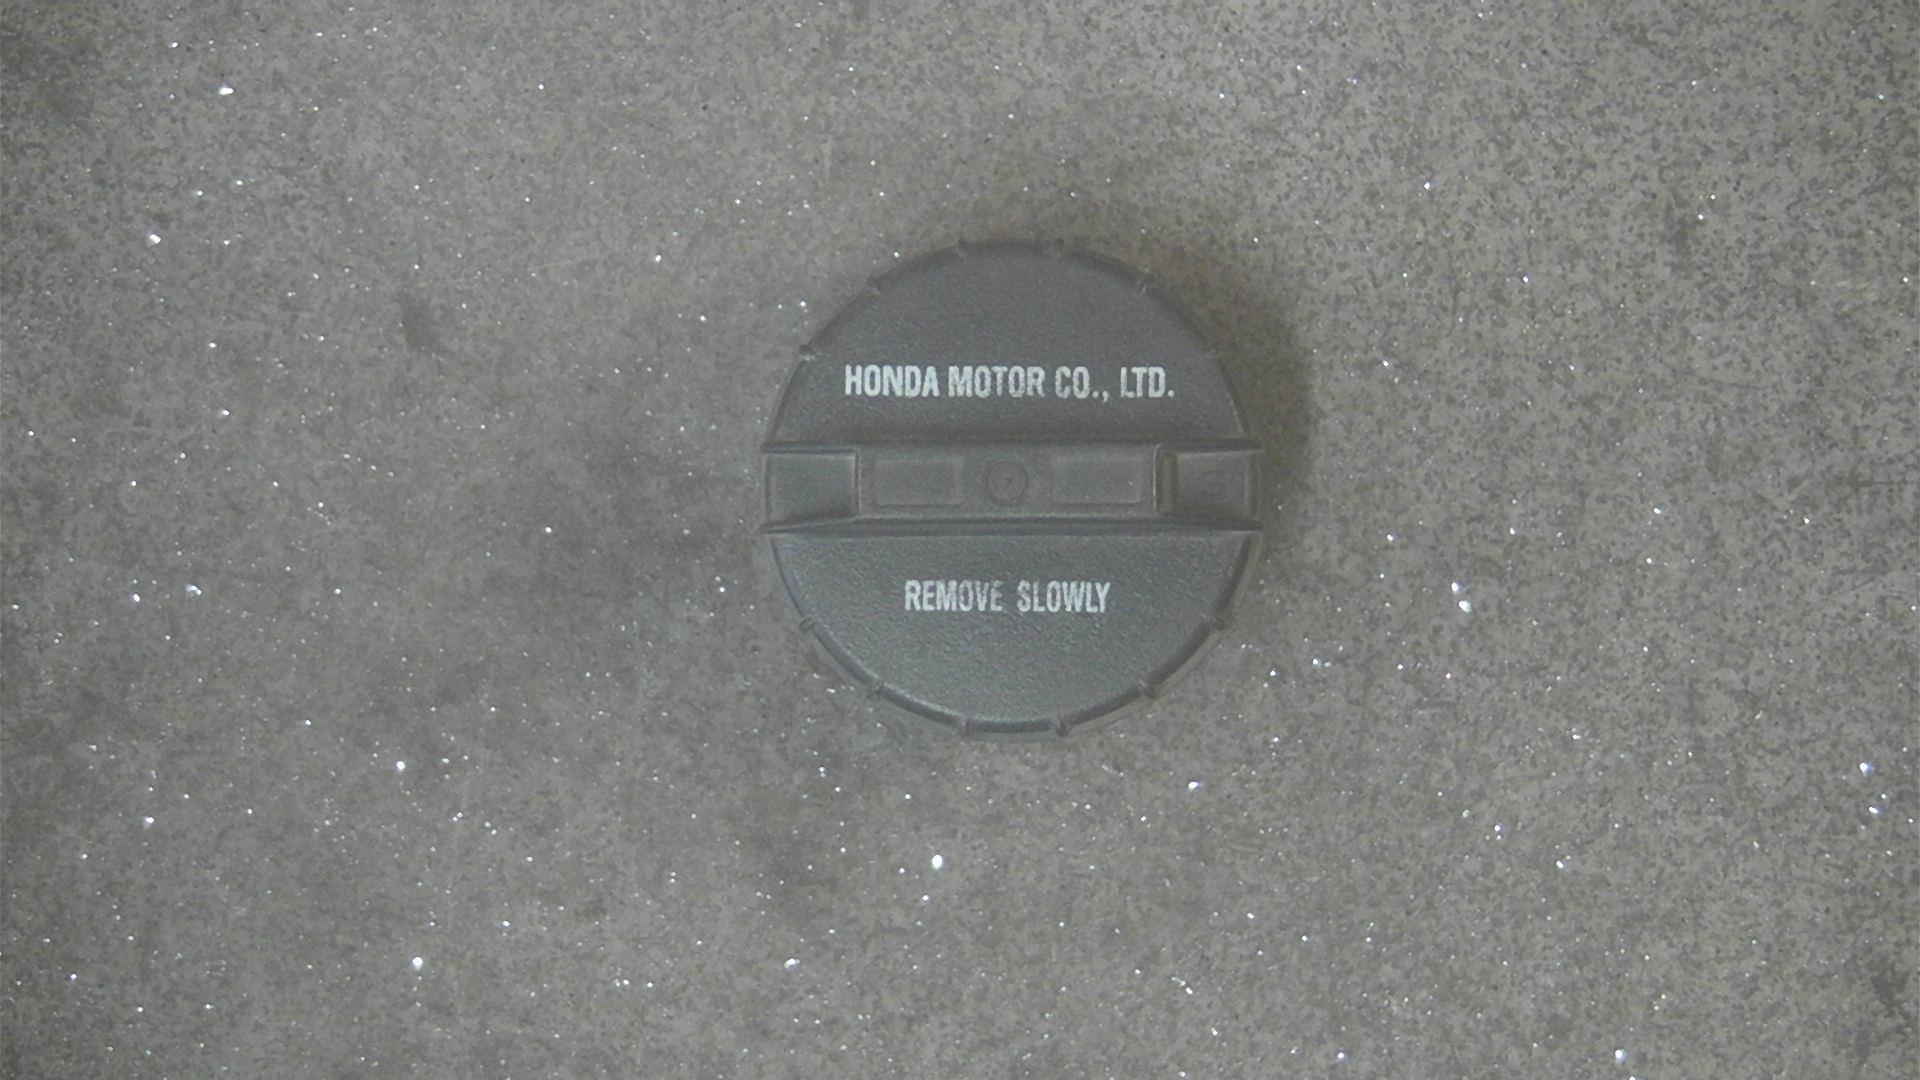 HONDA MOTOR CO., LTD.
REMOVE SLOWLY